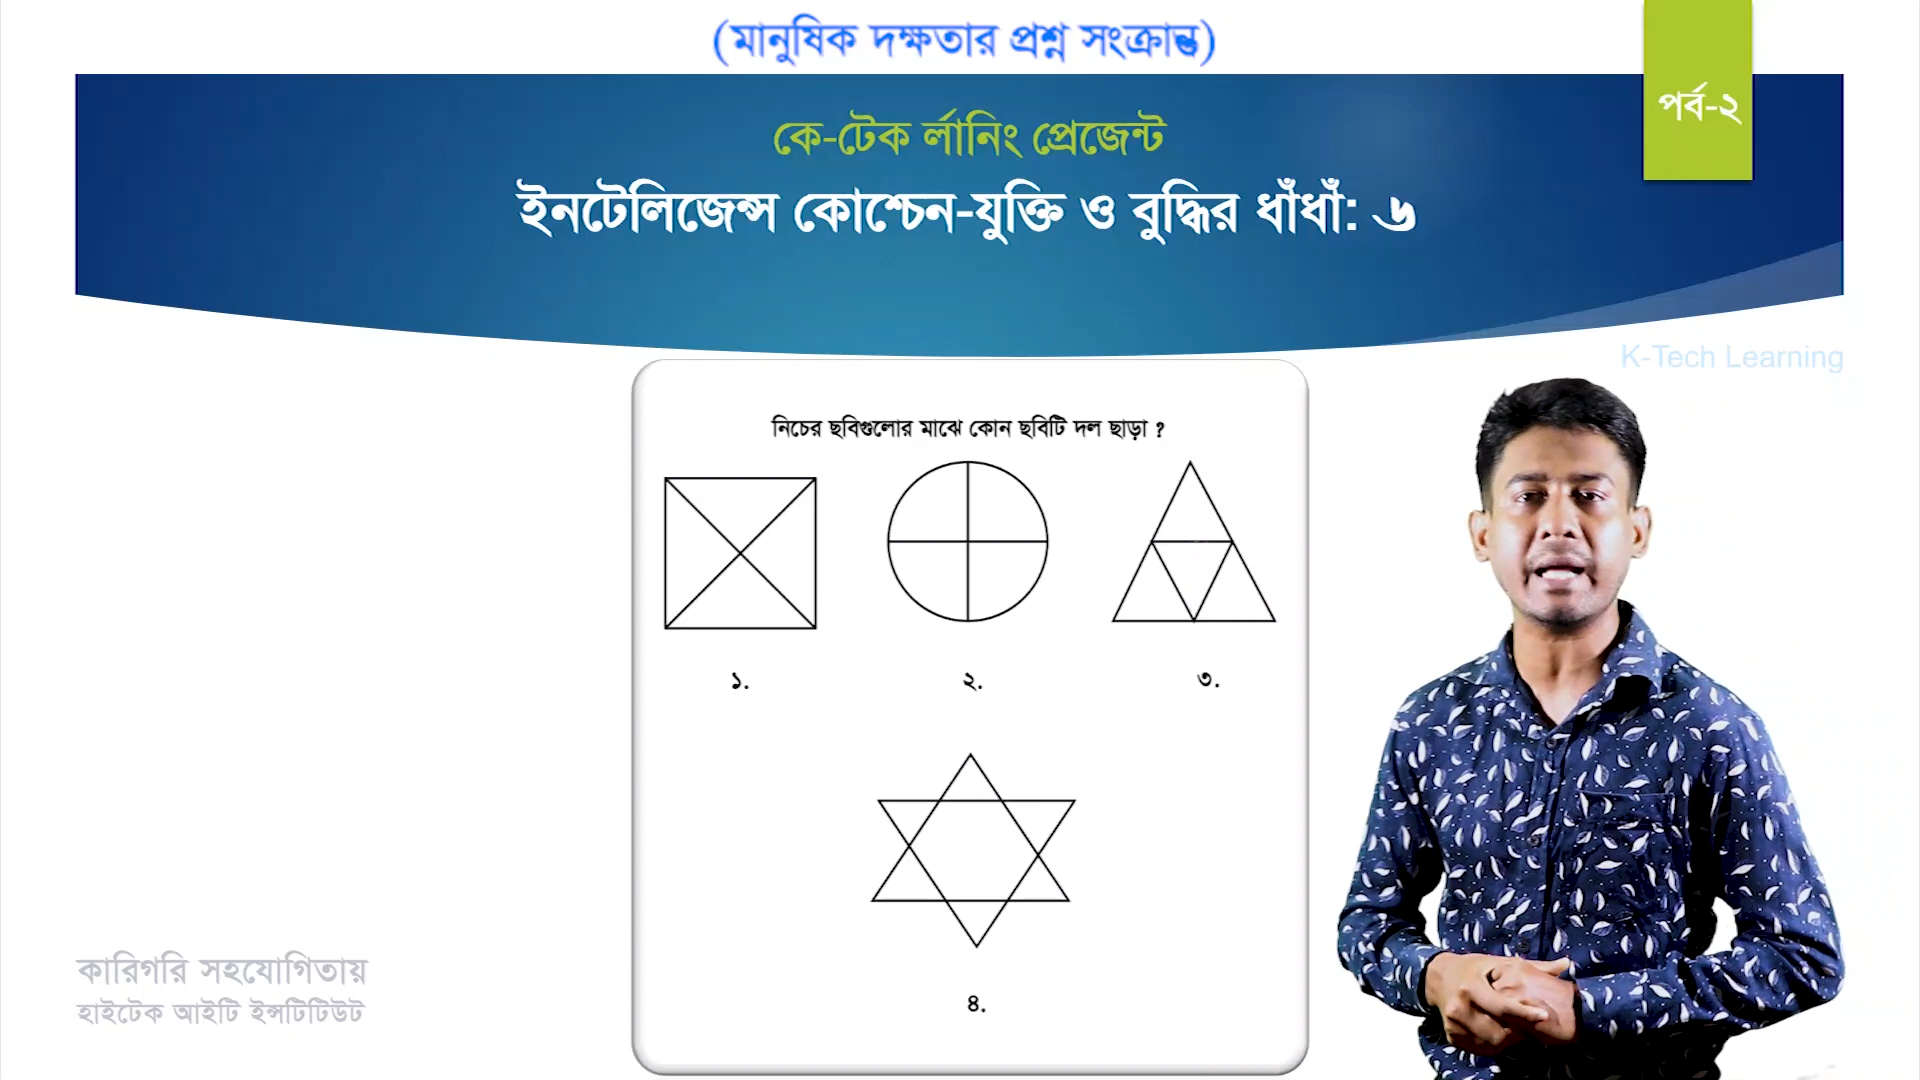 (মানুষিক দক্ষতার প্রশ্ন সংক্রান্ত)
পর্ব-২
কে-টেক র্লানিং প্রেজেন্ট
ইনটেলিজেন্স কোশ্চেন-যুক্তি ও বুদ্ধির ধাঁধাঁ: ৬
K-Tech Learning
নিচের ছবিগুলোর মাঝে কোন ছবিটি দল ছাড়া ?
১. ২. ৩.
৪.
কারিগরি সহযোগিতায়
হাইটেক আইটি ইন্সটিটিউট